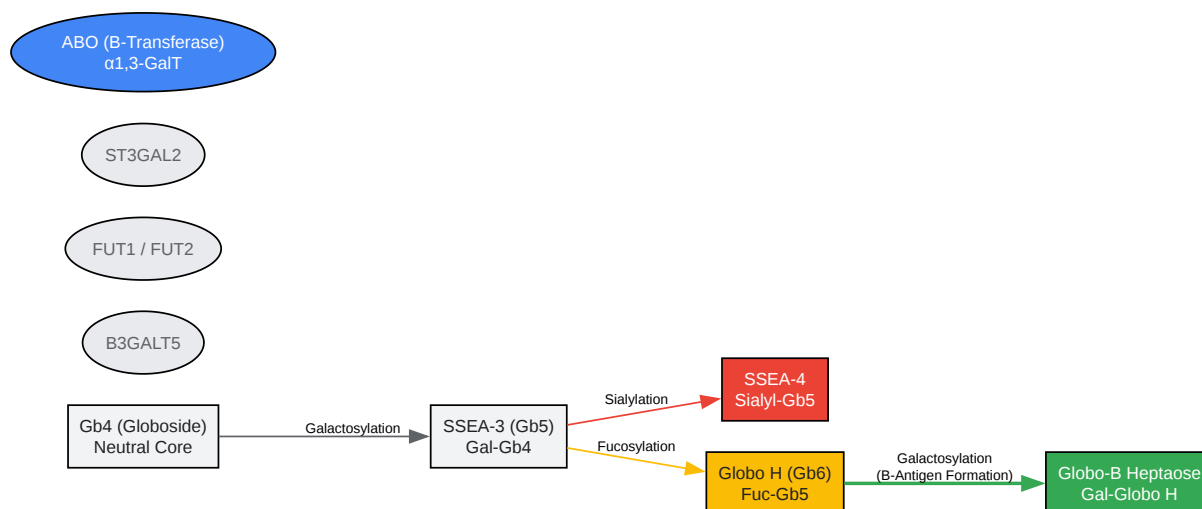 ABO (B-Transferase)
α1,3-GalT
ST3GAL2
FUT1 / FUT2
B3GALT5
Gb4 (Globoside)
Neutral Core
Galactosylation
SSEA-3 (Gb5)
Gal-Gb4
Sialylation
SSEA-4
Sialyl-Gb5
Fucosylation
Globo H (Gb6)
Fuc-Gb5
Galactosylation
(B-Antigen Formation)
Globo-B Heptaose
Gal-Globo H